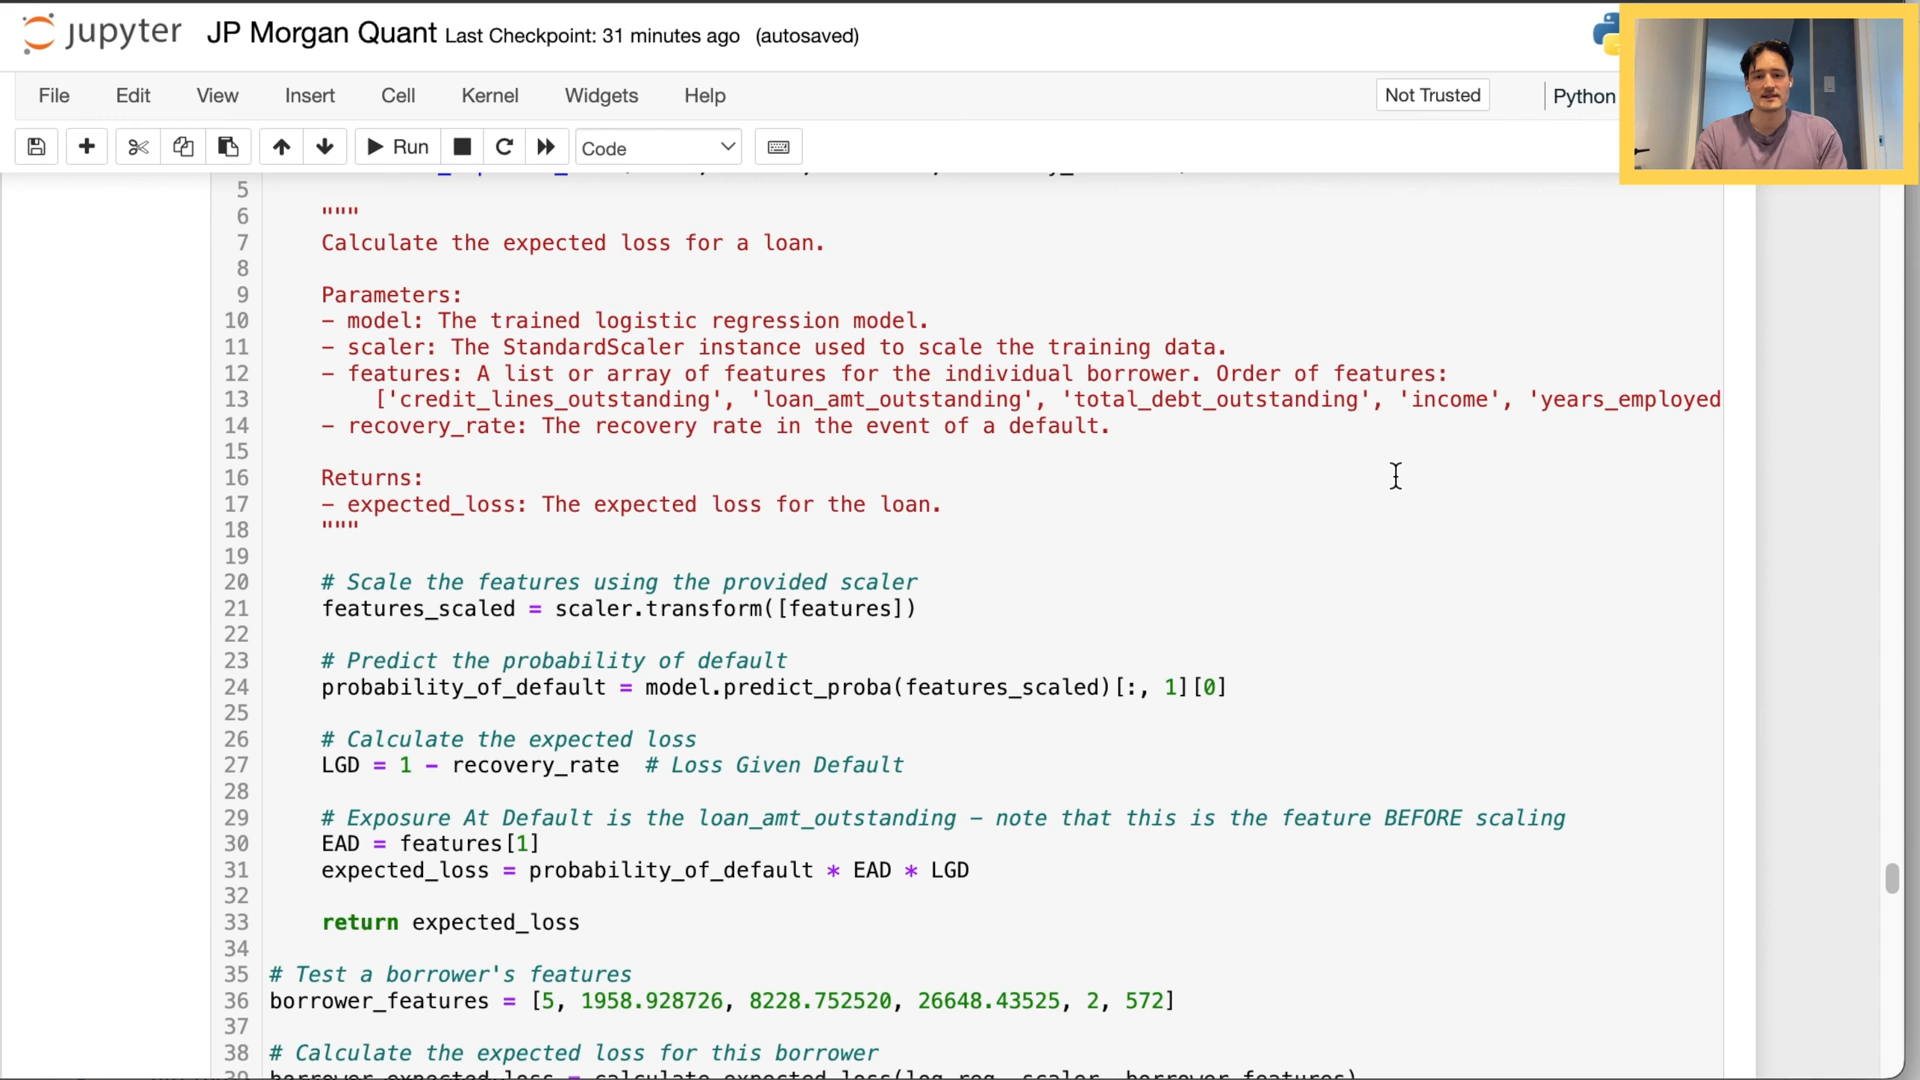 jupyter JP Morgan Quant Last Checkpoint: 31 minutes ago (autosaved)
File Edit View Insert Cell Kernel Widgets Help Not Trusted Python
Run Code
5
6 """
7 Calculate the expected loss for a loan.
8
9 Parameters:
10 - model: The trained logistic regression model.
11 - scaler: The StandardScaler instance used to scale the training data.
12 - features: A list or array of features for the individual borrower. Order of features:
13 ['credit_lines_outstanding', 'loan_amt_outstanding', 'total_debt_outstanding', 'income', 'years_employed
14 - recovery_rate: The recovery rate in the event of a default.
15
16 Returns:
17 - expected_loss: The expected loss for the loan.
18 """
19
20 # Scale the features using the provided scaler
21 features_scaled = scaler.transform([features])
22
23 # Predict the probability of default
24 probability_of_default = model.predict_proba(features_scaled)[:, 1][0]
25
26 # Calculate the expected loss
27 LGD = 1 - recovery_rate # Loss Given Default
28
29 # Exposure At Default is the loan_amt_outstanding - note that this is the feature BEFORE scaling
30 EAD = features[1]
31 expected_loss = probability_of_default * EAD * LGD
32
33 return expected_loss
34
35 # Test a borrower's features
36 borrower_features = [5, 1958.928726, 8228.752520, 26648.43525, 2, 572]
37
38 # Calculate the expected loss for this borrower
39 borrower_expected_loss = calculate_expected_loss(log_reg, scaler, borrower_features)